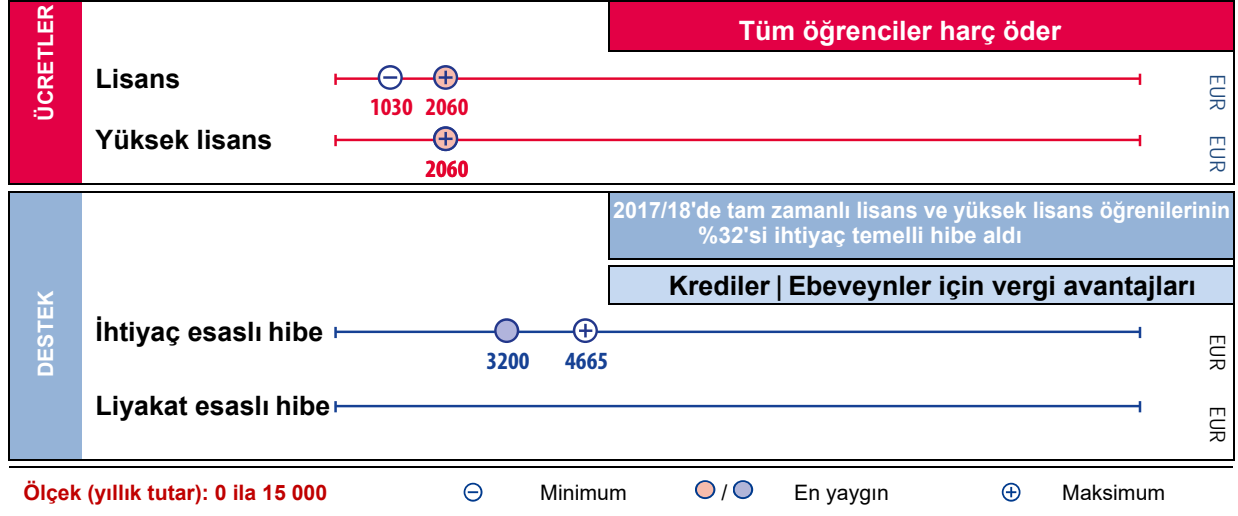 ÜCRETLER
Tüm öğrenciler harç öder
Lisans
1030 2060
EUR
Yüksek lisans
2060
EUR
DESTEK
2017/18'de tam zamanlı lisans ve yüksek lisans öğrenilerinin
%32'si ihtiyaç temelli hibe aldı
Krediler | Ebeveynler için vergi avantajları
İhtiyaç esaslı hibe
3200 4665
EUR
Liyakat esaslı hibe
EUR
Ölçek (yıllık tutar): 0 ila 15 000 Minimum / En yaygın Maksimum